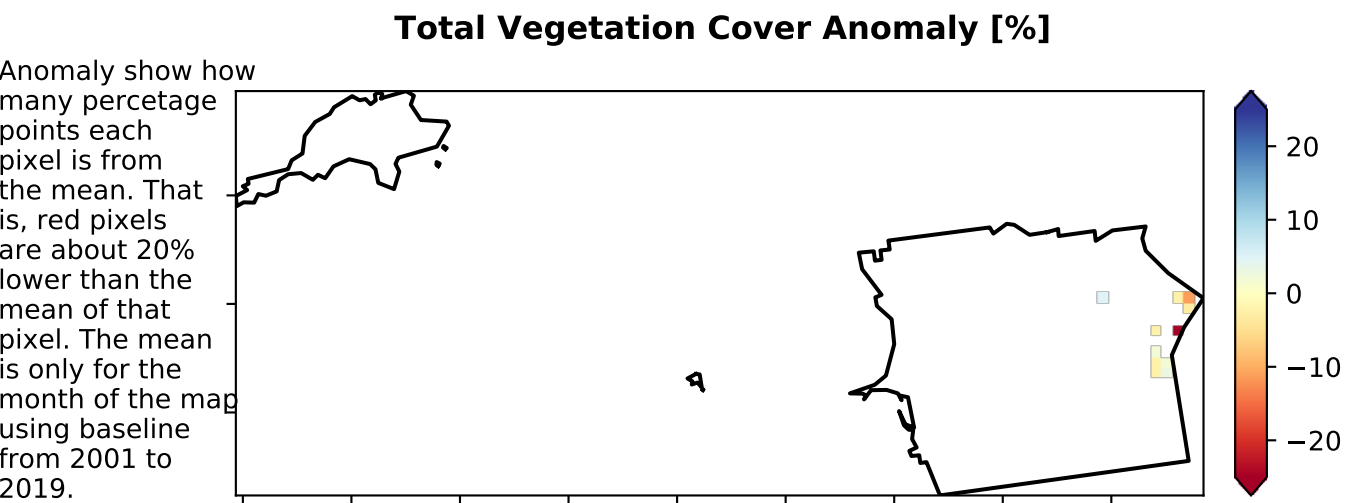 Total Vegetation Cover Anomaly [%]
Anomaly show how
many percetage
points each
pixel is from
the mean. That
is, red pixels
are about 20%
lower than the
mean of that
pixel. The mean
is only for the
month of the map
using baseline
from 2001 to
2019.
20
10
0
−10
−20